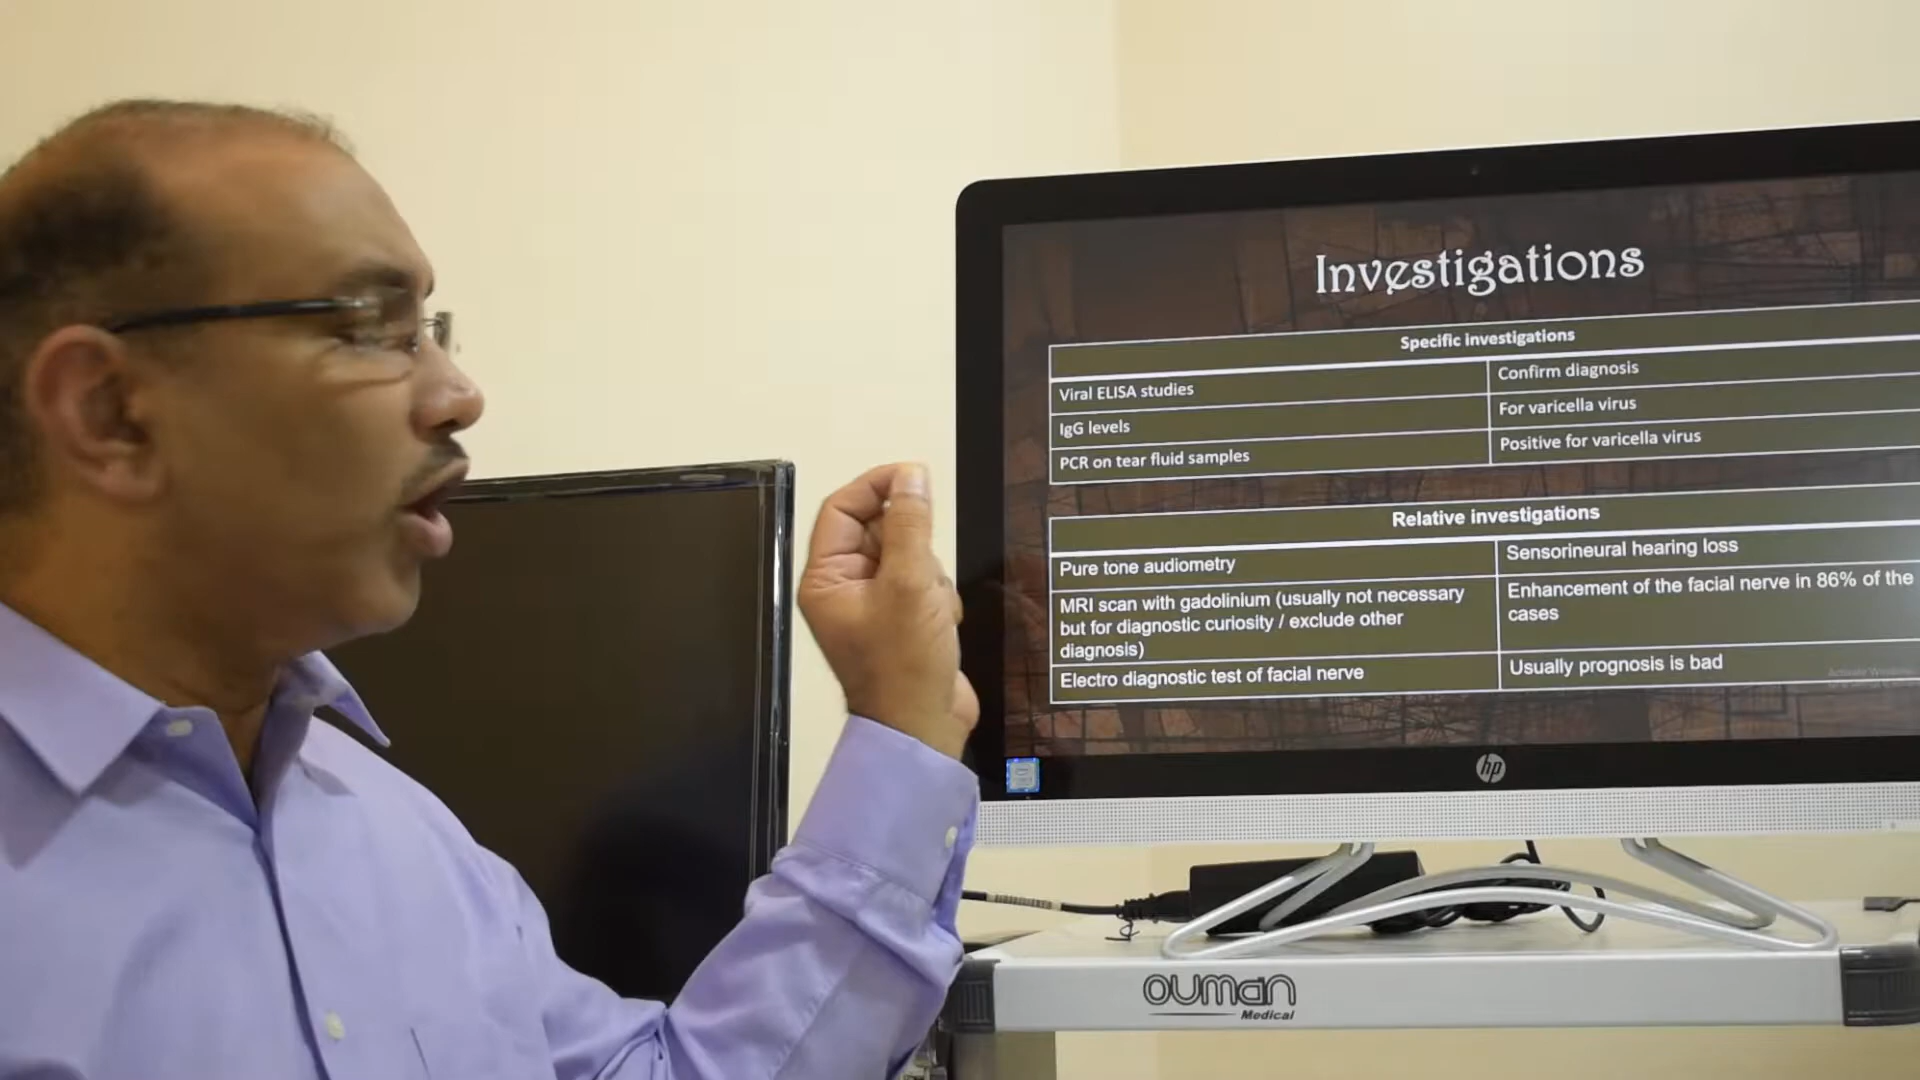 Investigations
Specific investigations
Viral ELISA studies
Confirm diagnosis
IgG levels
For varicella virus
PCR on tear fluid samples
Positive for varicella virus
Relative investigations
Pure tone audiometry
Sensorineural hearing loss
MRI scan with gadolinium (usually not necessary
but for diagnostic curiosity / exclude other
diagnosis)
Enhancement of the facial nerve in 86% of the
cases
Electro diagnostic test of facial nerve
Usually prognosis is bad
hp
ouman
Medical